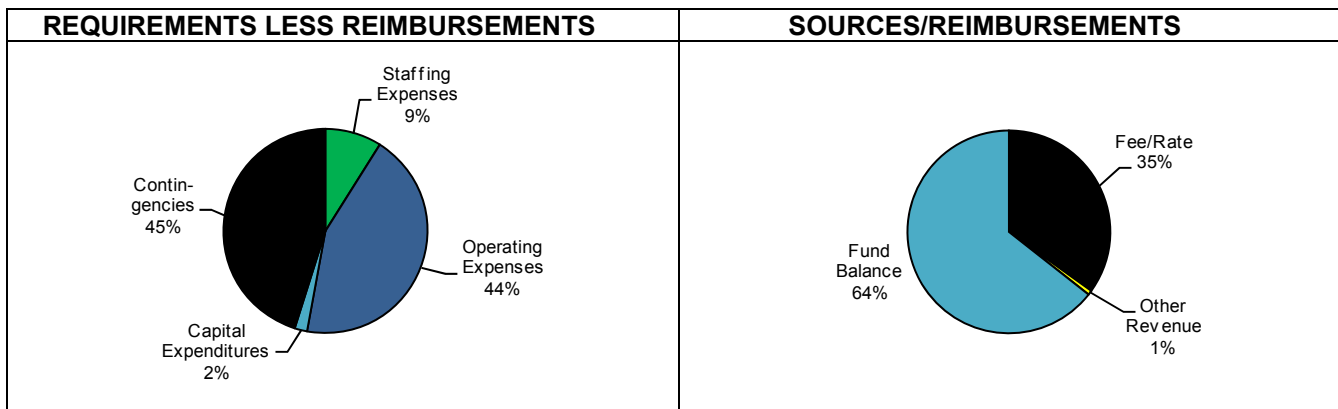 REQUIREMENTS LESS REIMBURSEMENTS
SOURCES/REIMBURSEMENTS
Staffing
Expenses
9%
Contin-
gencies
45%
Operating
Expenses
44%
Capital
Expenditures
2%
Fee/Rate
35%
Fund
Balance
64%
Other
Revenue
1%